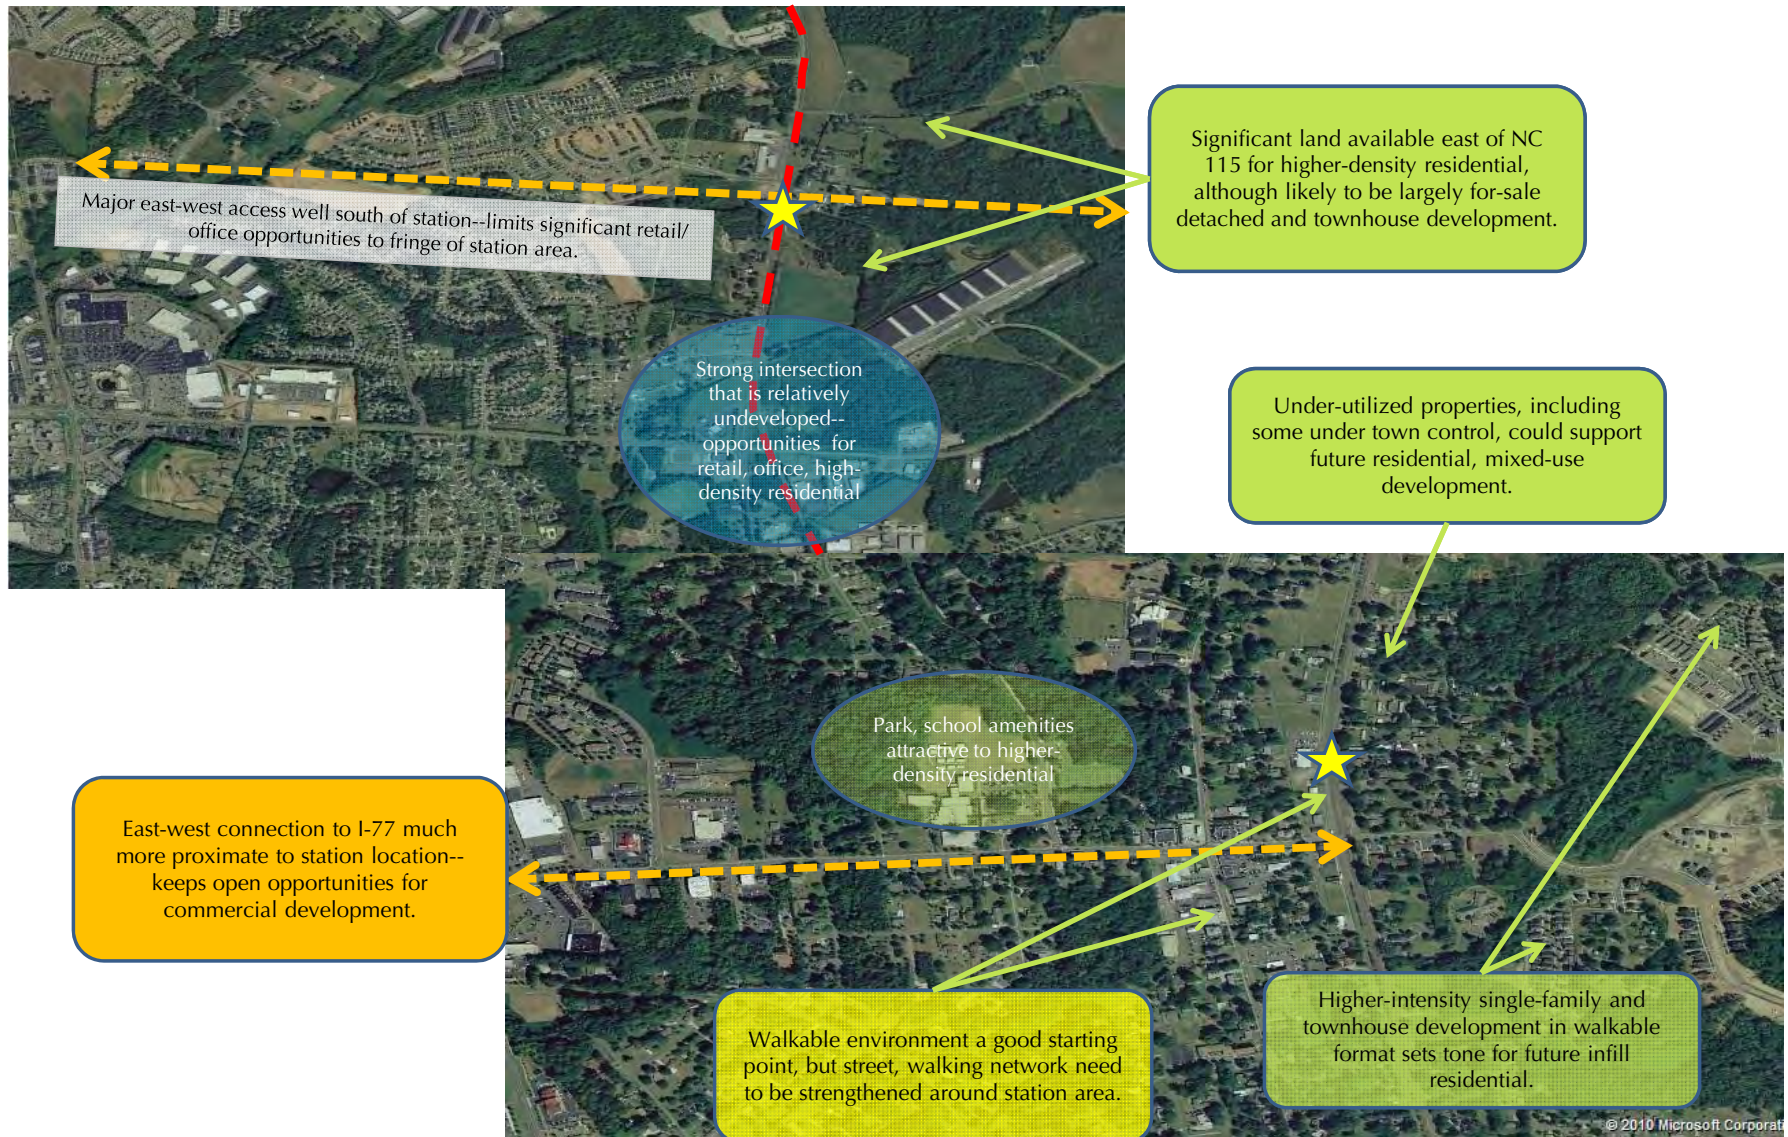 Significant land available east of NC
115 for higher-density residential,
although likely to be largely for-sale
detached and townhouse development.
Major east-west access well south of station--limits significant retail/
office opportunities to fringe of station area.
Strong intersection
that is relatively
undeveloped--
opportunities for
retail, office, high-
density residential
Under-utilized properties, including
some under town control, could support
future residential, mixed-use
development.
Park, school amenities
attractive to higher-
density residential
East-west connection to I-77 much
more proximate to station location--
keeps open opportunities for
commercial development.
Walkable environment a good starting
point, but street, walking network need
to be strengthened around station area.
Higher-intensity single-family and
townhouse development in walkable
format sets tone for future infill
residential.
© 2010 Microsoft Corporat